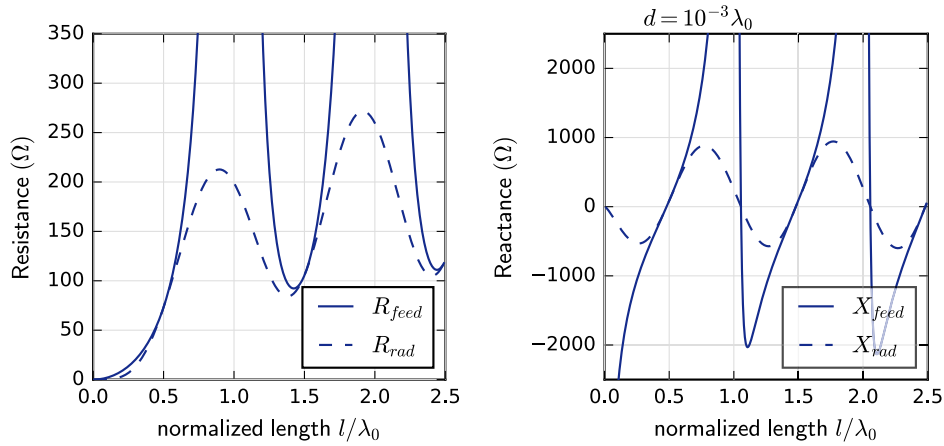 350
300
250
200
150
100
50
0
Resistance (Ω)
0.0 0.5 1.0 1.5 2.0 2.5
normalized length l/λ₀
R_feed
R_rad
d = 10⁻³λ₀
2000
1000
0
−1000
−2000
Reactance (Ω)
0.0 0.5 1.0 1.5 2.0 2.5
normalized length l/λ₀
X_feed
X_rad